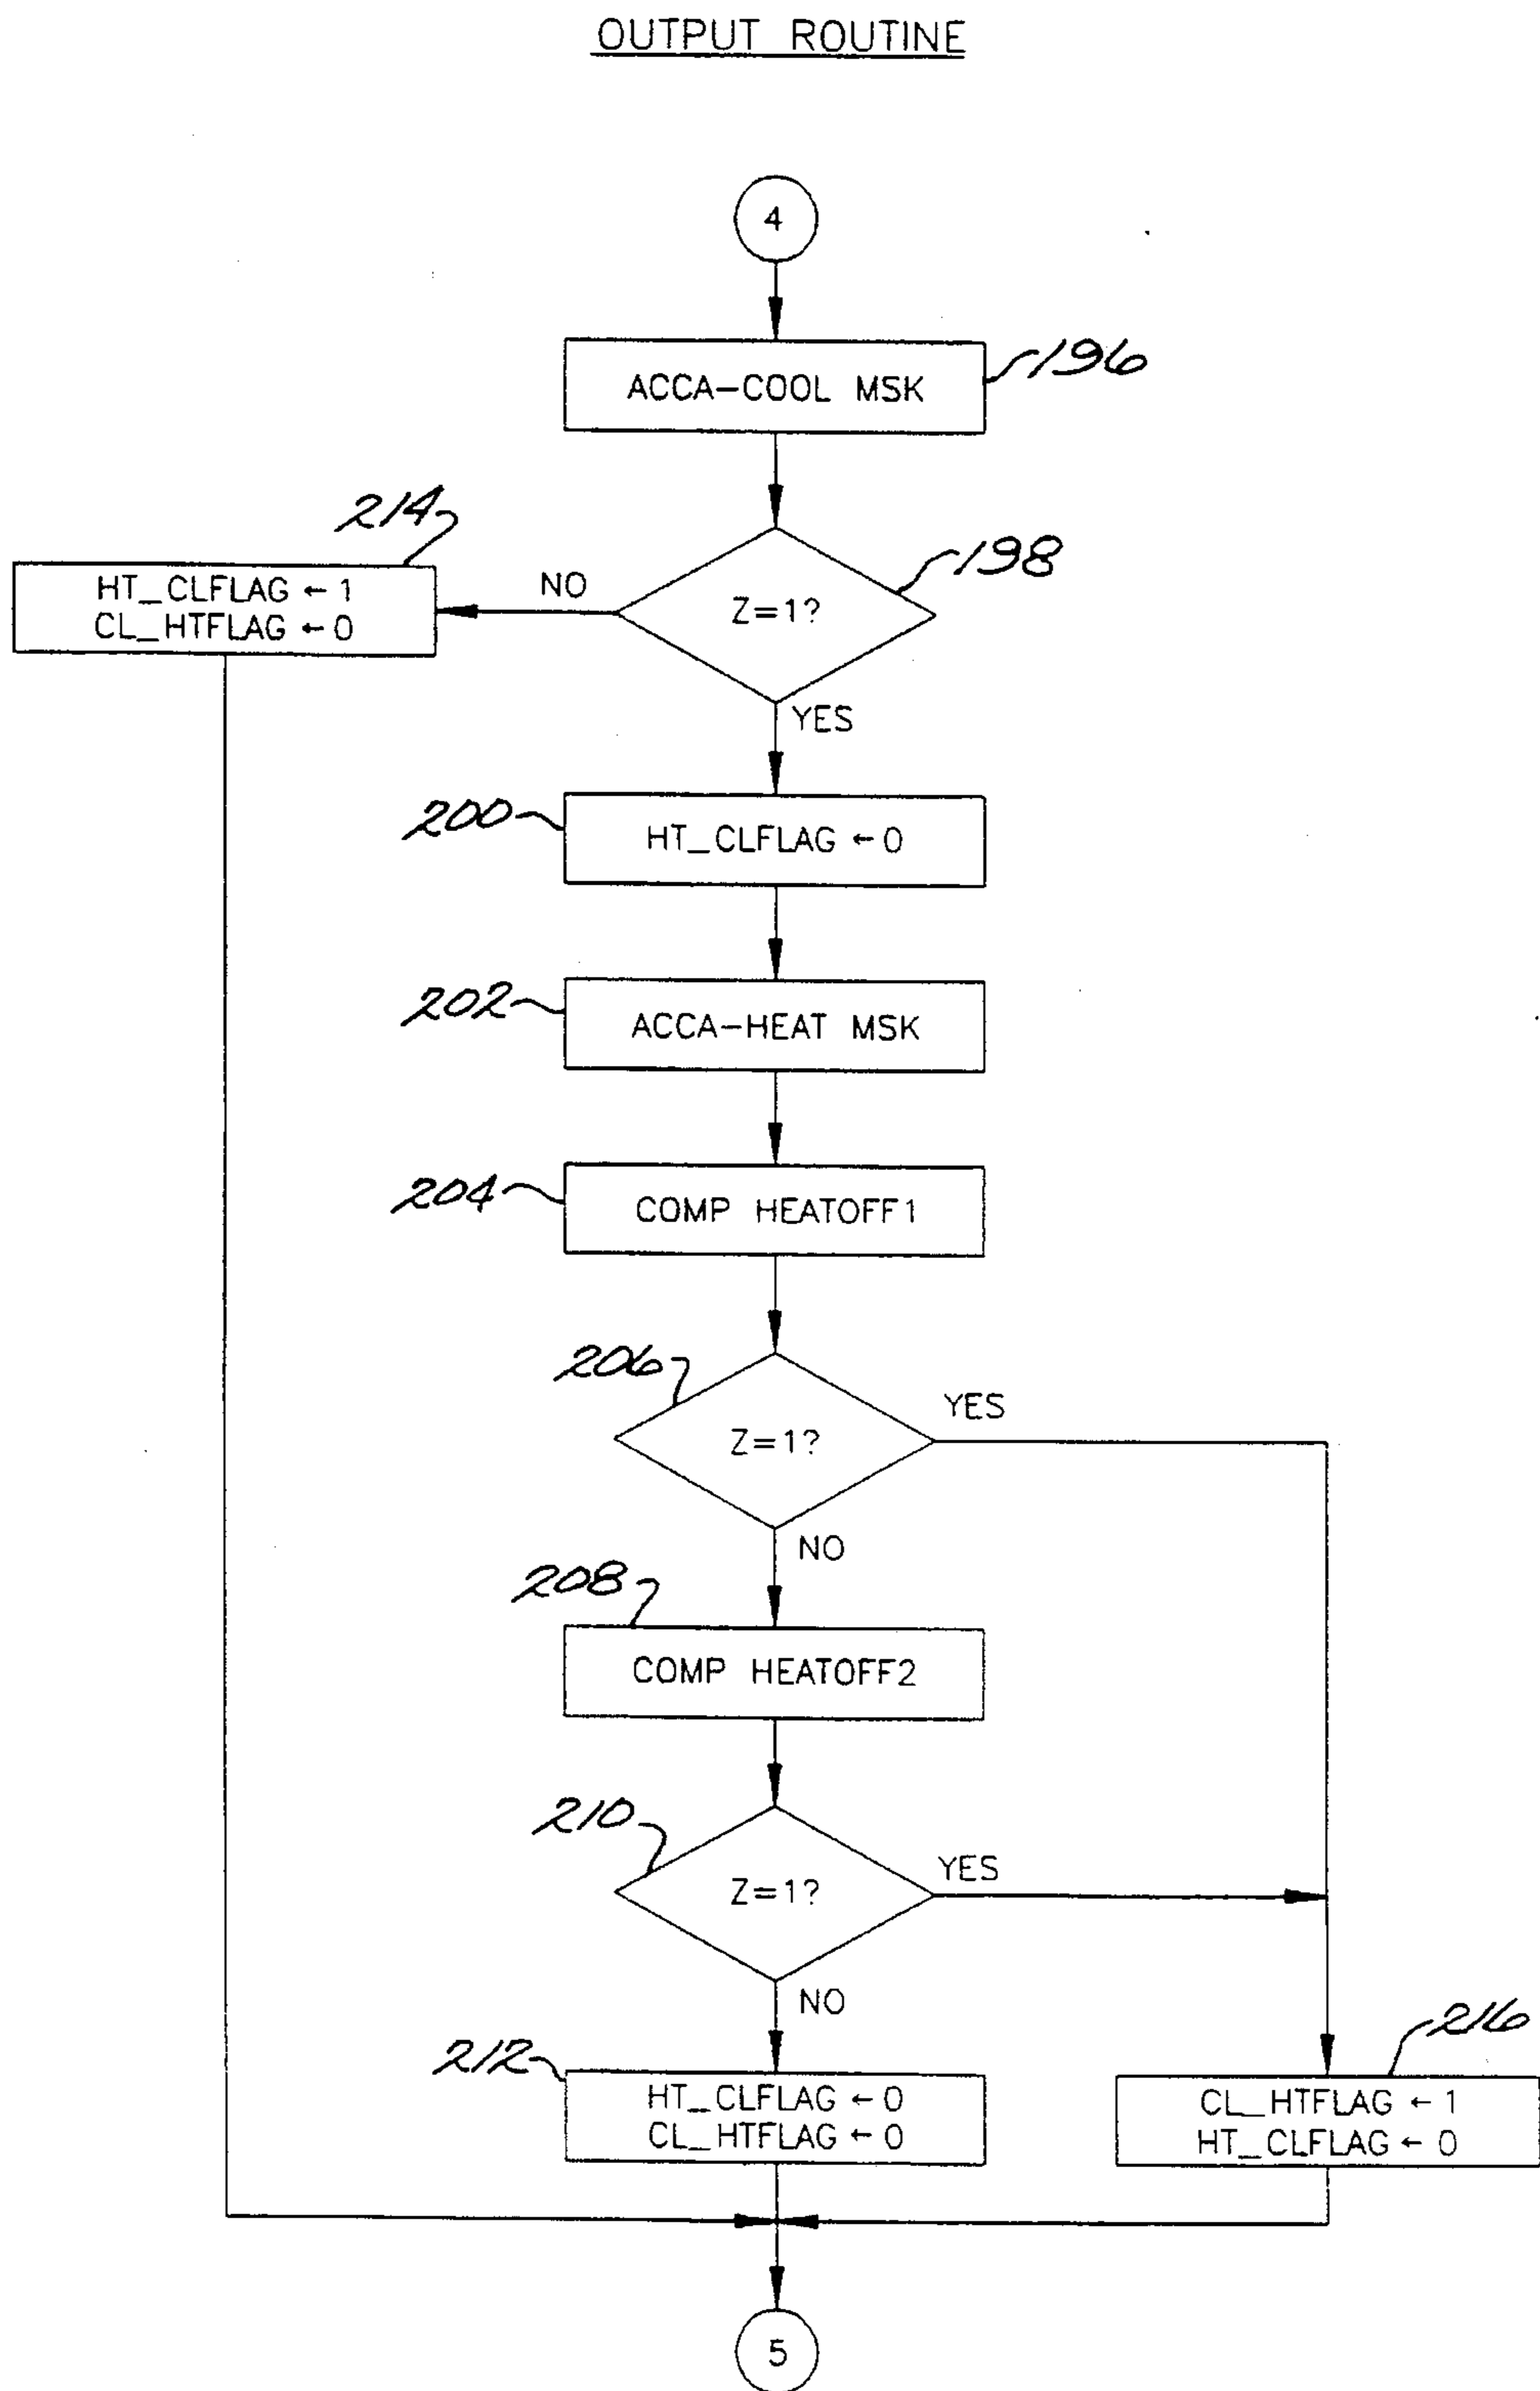 OUTPUT ROUTINE
4
ACCA-COOL MSK
196
214
HT_CLFLAG ← 1
CL_HTFLAG ← 0
NO
Z=1?
198
YES
200
HT_CLFLAG ← 0
202
ACCA-HEAT MSK
204
COMP HEATOFF1
206
Z=1?
YES
NO
208
COMP HEATOFF2
210
Z=1?
YES
NO
212
HT_CLFLAG ← 0
CL_HTFLAG ← 0
216
CL_HTFLAG ← 1
HT_CLFLAG ← 0
5